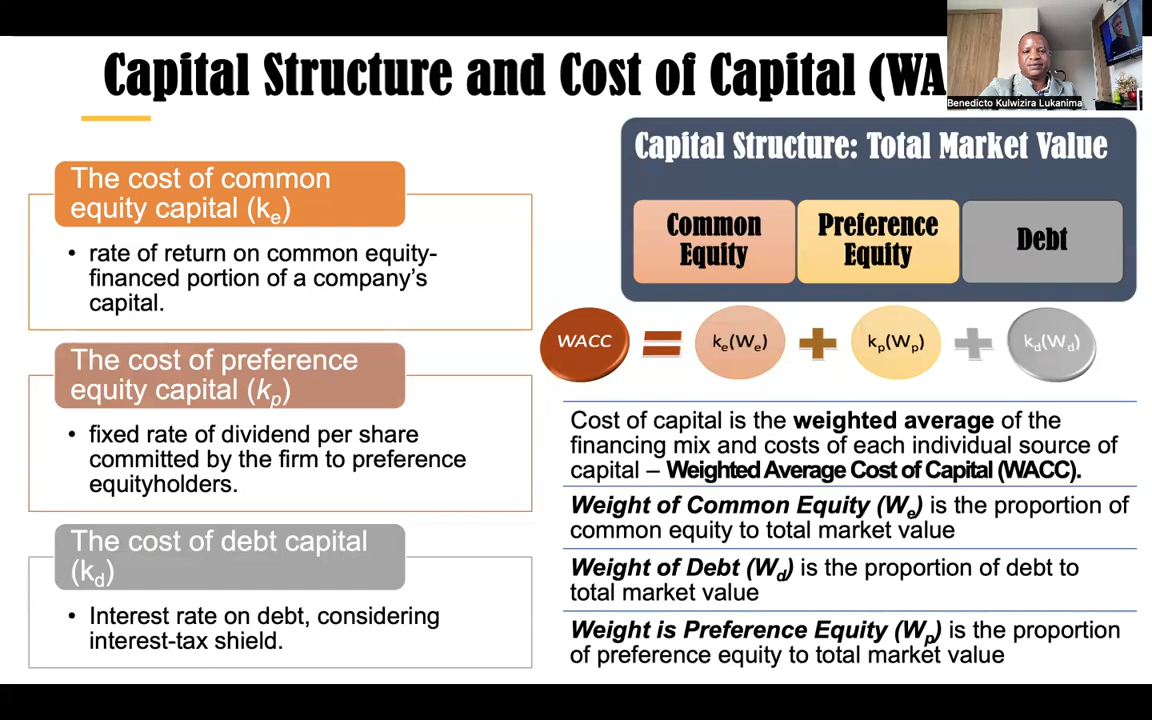 Capital Structure and Cost of Capital (WA
Benedicto Kulwizira Lukanima
The cost of common
equity capital (ke)
• rate of return on common equity-
financed portion of a company's
capital.
The cost of preference
equity capital (kp)
• fixed rate of dividend per share
committed by the firm to preference
equityholders.
The cost of debt capital
(kd)
• Interest rate on debt, considering
interest-tax shield.
Capital Structure: Total Market Value
Common
Equity
Preference
Equity
Debt
WACC = ke(We) + kp(Wp) + kd(Wd)
Cost of capital is the weighted average of the
financing mix and costs of each individual source of
capital – Weighted Average Cost of Capital (WACC).
Weight of Common Equity (We) is the proportion of
common equity to total market value
Weight of Debt (Wd) is the proportion of debt to
total market value
Weight is Preference Equity (Wp) is the proportion
of preference equity to total market value